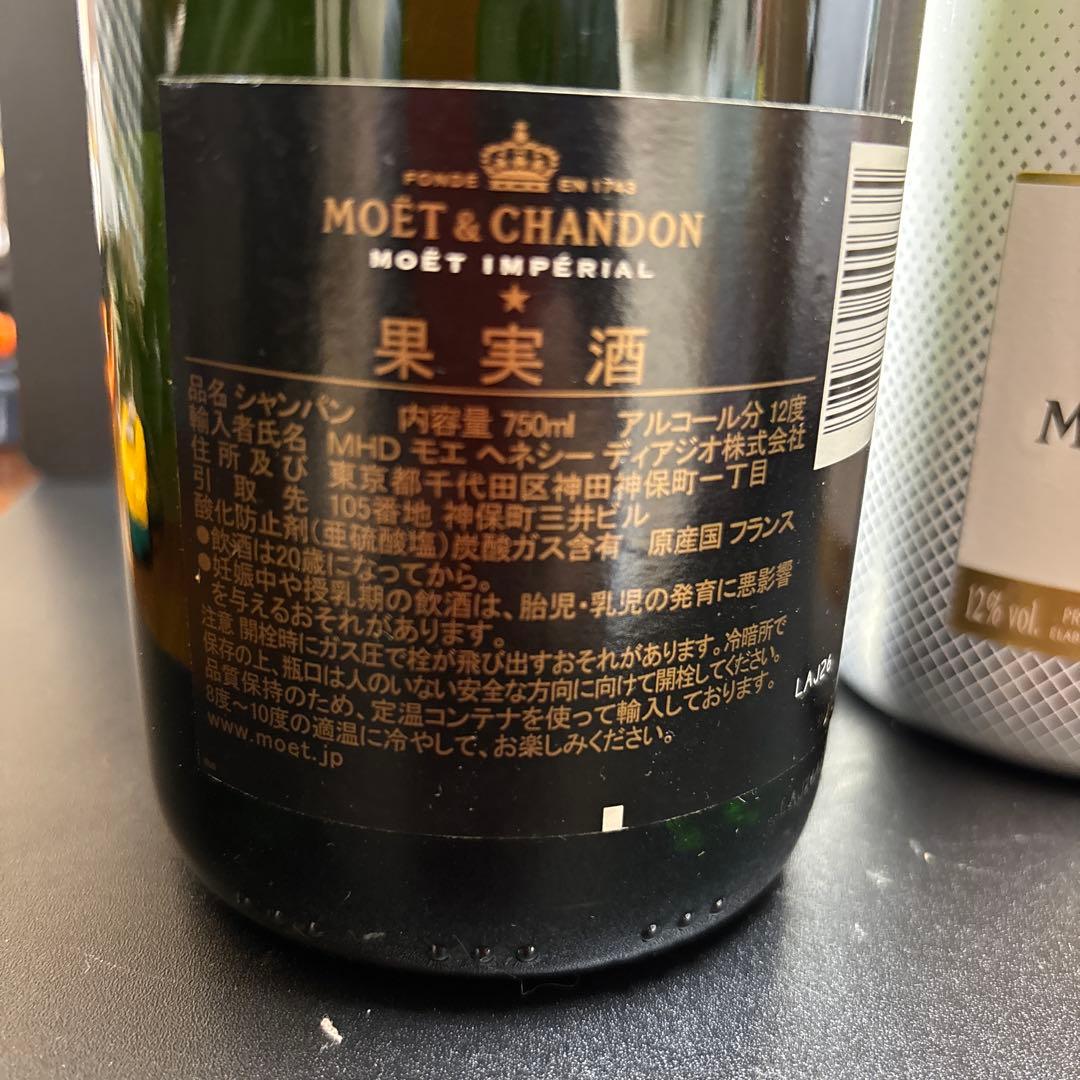 FONDÉ EN 1743
MOËT & CHANDON
MOËT IMPÉRIAL
果実酒
品名 シャンパン 内容量 750ml アルコール分 12度
輸入者氏名 MHD モエ ヘネシー ディアジオ株式会社
住所及び 東京都千代田区神田神保町一丁目
引取先 105番地 神保町三井ビル
酸化防止剤(亜硫酸塩)炭酸ガス含有 原産国 フランス
●飲酒は20歳になってから。
●妊娠中や授乳期の飲酒は、胎児・乳児の発育に悪影響
を与えるおそれがあります。
注意 開栓時にガス圧で栓が飛び出すおそれがあります。冷暗所で
保存の上、瓶口は人のいない安全な方向に向けて開栓してください。
品質保持のため、定温コンテナを使って輸入しております。
8度〜10度の適温に冷やして、お楽しみください。
www.moet.jp
LAJ26
M
12% vol.